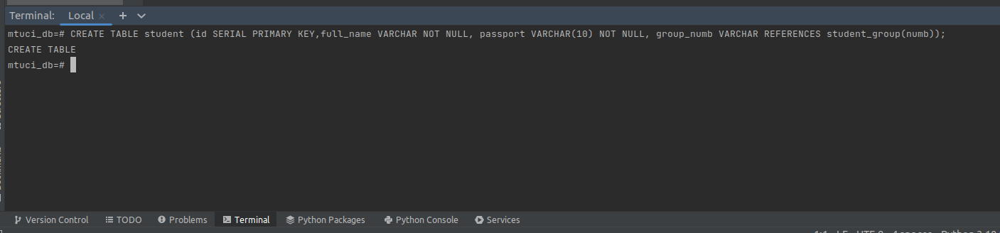 Terminal: Local × + 
mtuci_db=# CREATE TABLE student (id SERIAL PRIMARY KEY,full_name VARCHAR NOT NULL, passport VARCHAR(10) NOT NULL, group_numb VARCHAR REFERENCES student_group(numb));
CREATE TABLE
mtuci_db=#
Version Control TODO Problems Terminal Python Packages Python Console Services